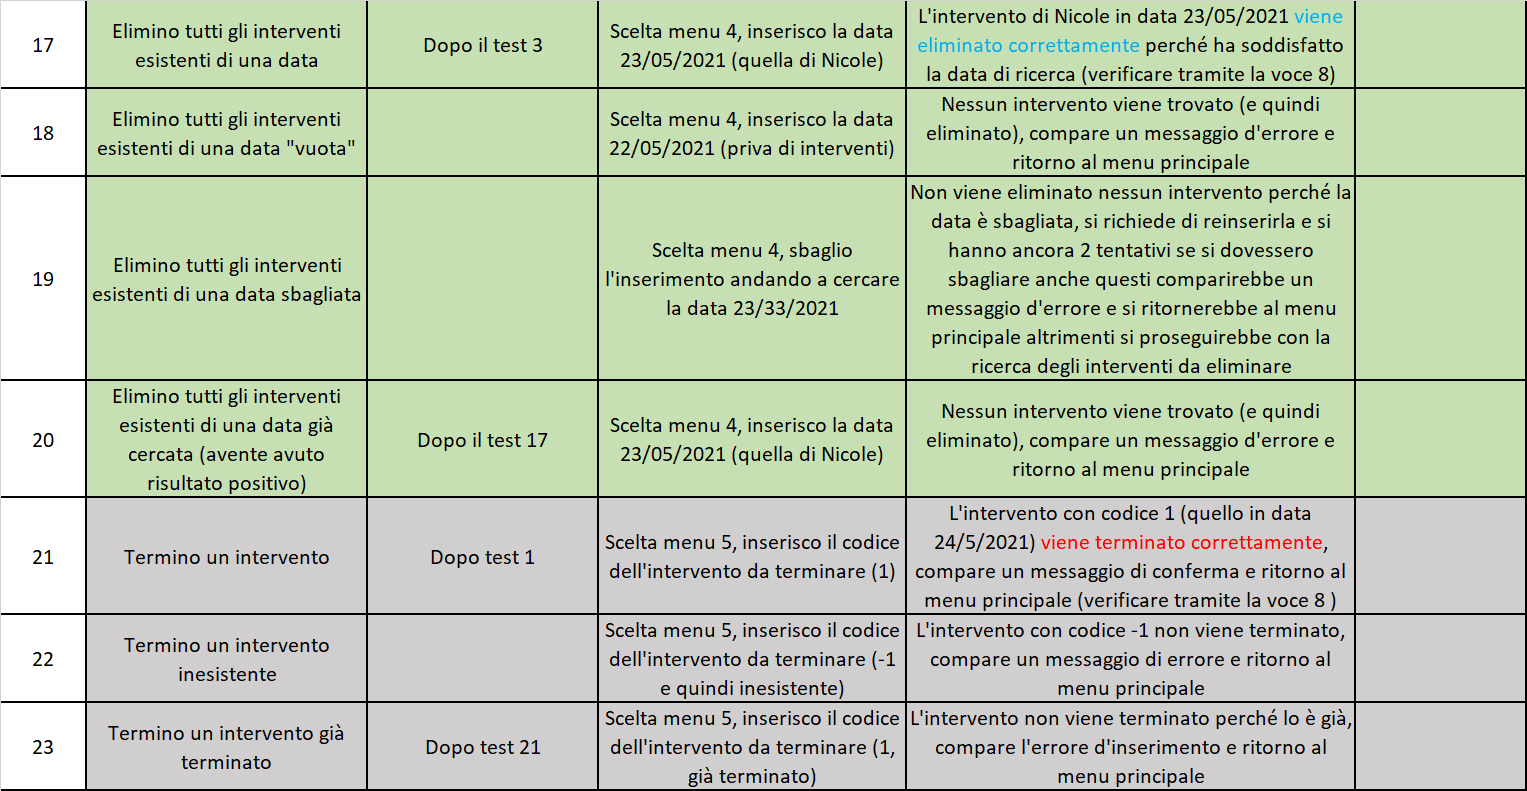 17
Elimino tutti gli interventi
esistenti di una data
Dopo il test 3
Scelta menu 4, inserisco la data
23/05/2021 (quella di Nicole)
L'intervento di Nicole in data 23/05/2021 viene
eliminato correttamente perché ha soddisfatto
la data di ricerca (verificare tramite la voce 8)
18
Elimino tutti gli interventi
esistenti di una data "vuota"
Scelta menu 4, inserisco la data
22/05/2021 (priva di interventi)
Nessun intervento viene trovato (e quindi
eliminato), compare un messaggio d'errore e
ritorno al menu principale
19
Elimino tutti gli interventi
esistenti di una data sbagliata
Scelta menu 4, sbaglio
l'inserimento andando a cercare
la data 23/33/2021
Non viene eliminato nessun intervento perché la
data è sbagliata, si richiede di reinserirla e si
hanno ancora 2 tentativi se si dovessero
sbagliare anche questi comparirebbe un
messaggio d'errore e si ritornerebbe al menu
principale altrimenti si proseguirebbe con la
ricerca degli interventi da eliminare
20
Elimino tutti gli interventi
esistenti di una data già
cercata (avente avuto
risultato positivo)
Dopo il test 17
Scelta menu 4, inserisco la data
23/05/2021 (quella di Nicole)
Nessun intervento viene trovato (e quindi
eliminato), compare un messaggio d'errore e
ritorno al menu principale
21
Termino un intervento
Dopo test 1
Scelta menu 5, inserisco il codice
dell'intervento da terminare (1)
L'intervento con codice 1 (quello in data
24/5/2021) viene terminato correttamente,
compare un messaggio di conferma e ritorno al
menu principale (verificare tramite la voce 8 )
22
Termino un intervento
inesistente
Scelta menu 5, inserisco il codice
dell'intervento da terminare (-1
e quindi inesistente)
L'intervento con codice -1 non viene terminato,
compare un messaggio di errore e ritorno al
menu principale
23
Termino un intervento già
terminato
Dopo test 21
Scelta menu 5, inserisco il codice
dell'intervento da terminare (1,
già terminato)
L'intervento non viene terminato perché lo è già,
compare l'errore d'inserimento e ritorno al
menu principale